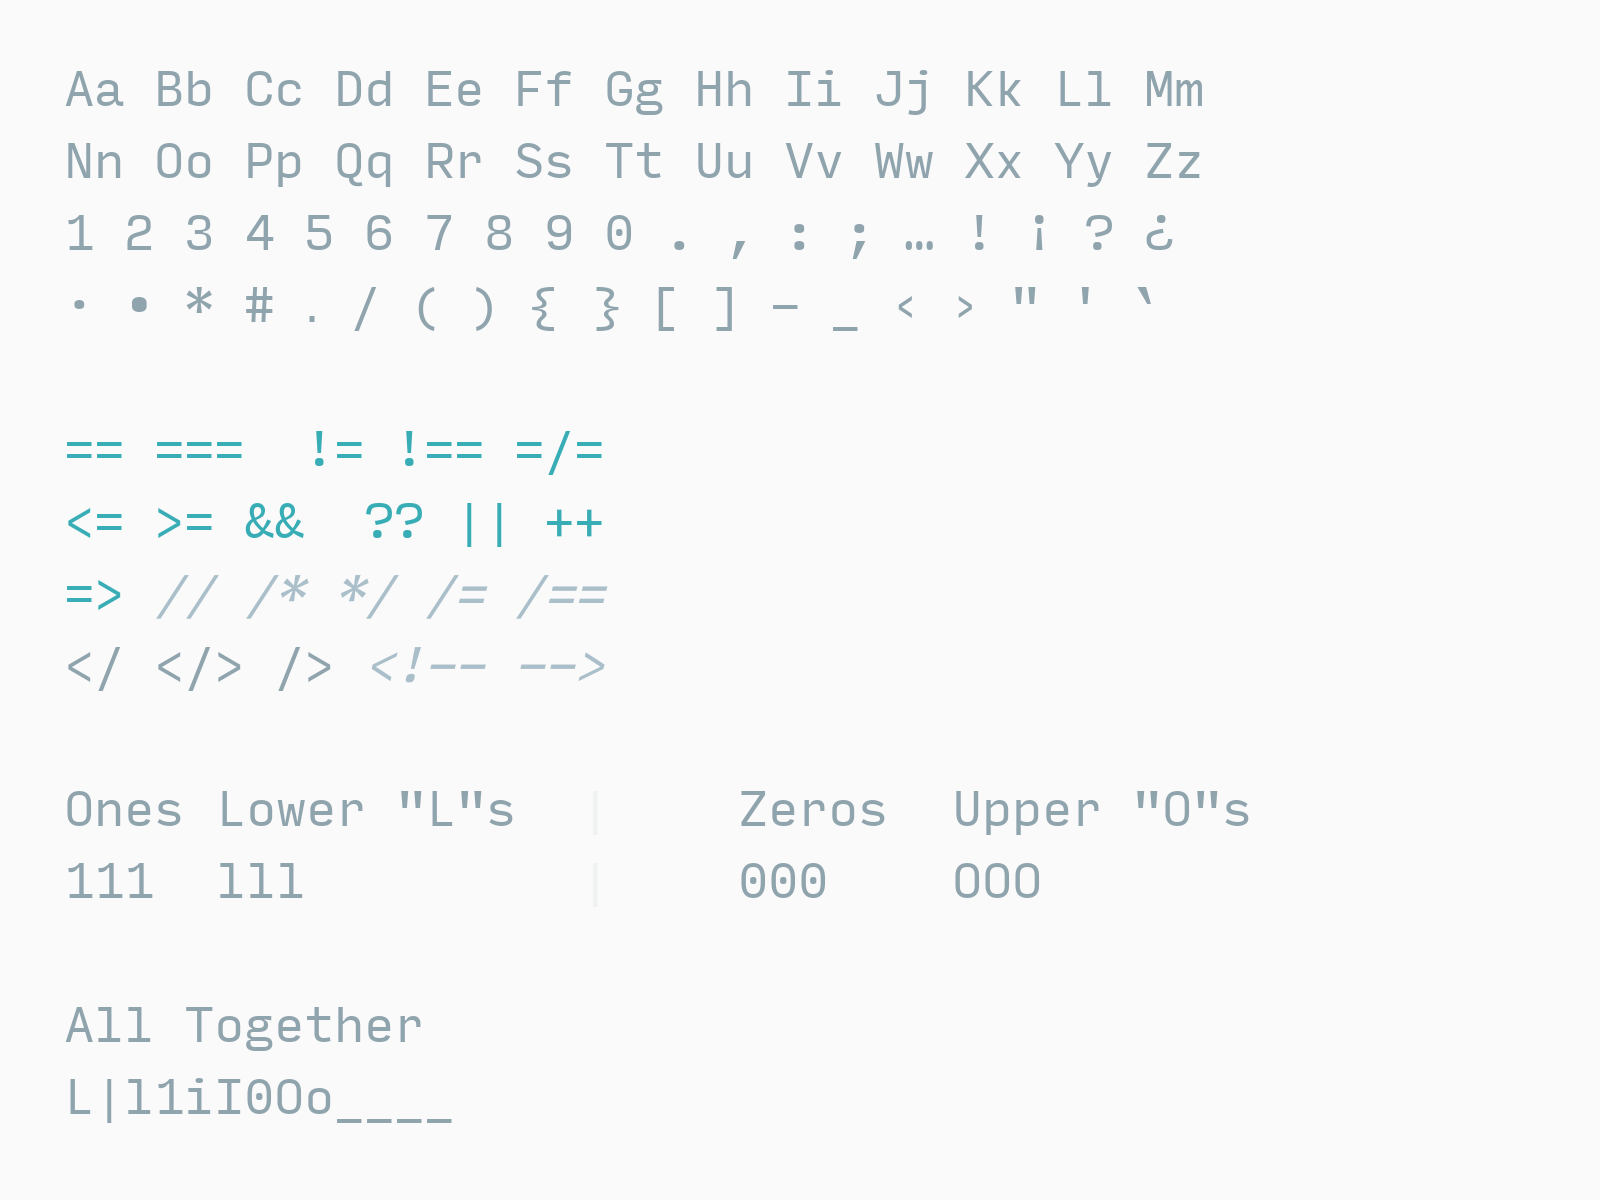 Aa Bb Cc Dd Ee Ff Gg Hh Ii Jj Kk Ll Mm
Nn Oo Pp Qq Rr Ss Tt Uu Vv Ww Xx Yy Zz
1 2 3 4 5 6 7 8 9 0 . , : ; … ! ¡ ? ¿
· • * # . / ( ) { } [ ] - _ ‹ › " ' `
== ===  != !== =/=
<= >= &&  ?? || ++
=> // /* */ /= /==
</ </> /> <!-- -->
Ones Lower "L"s | Zeros Upper "O"s
111 lll | 000 OOO
All Together
L|l1iI0Oo____